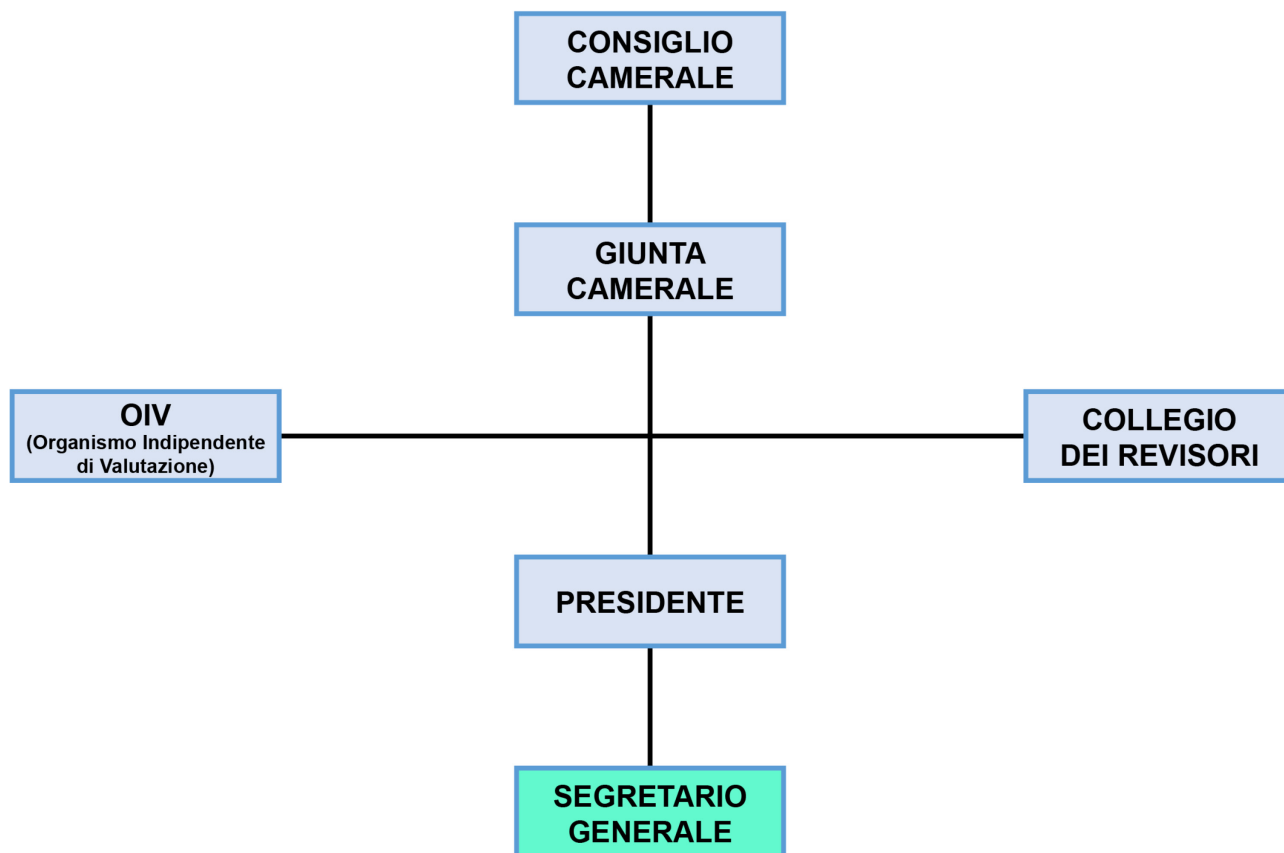 CONSIGLIO
CAMERALE
GIUNTA
CAMERALE
OIV
(Organismo Indipendente
di Valutazione)
COLLEGIO
DEI REVISORI
PRESIDENTE
SEGRETARIO
GENERALE